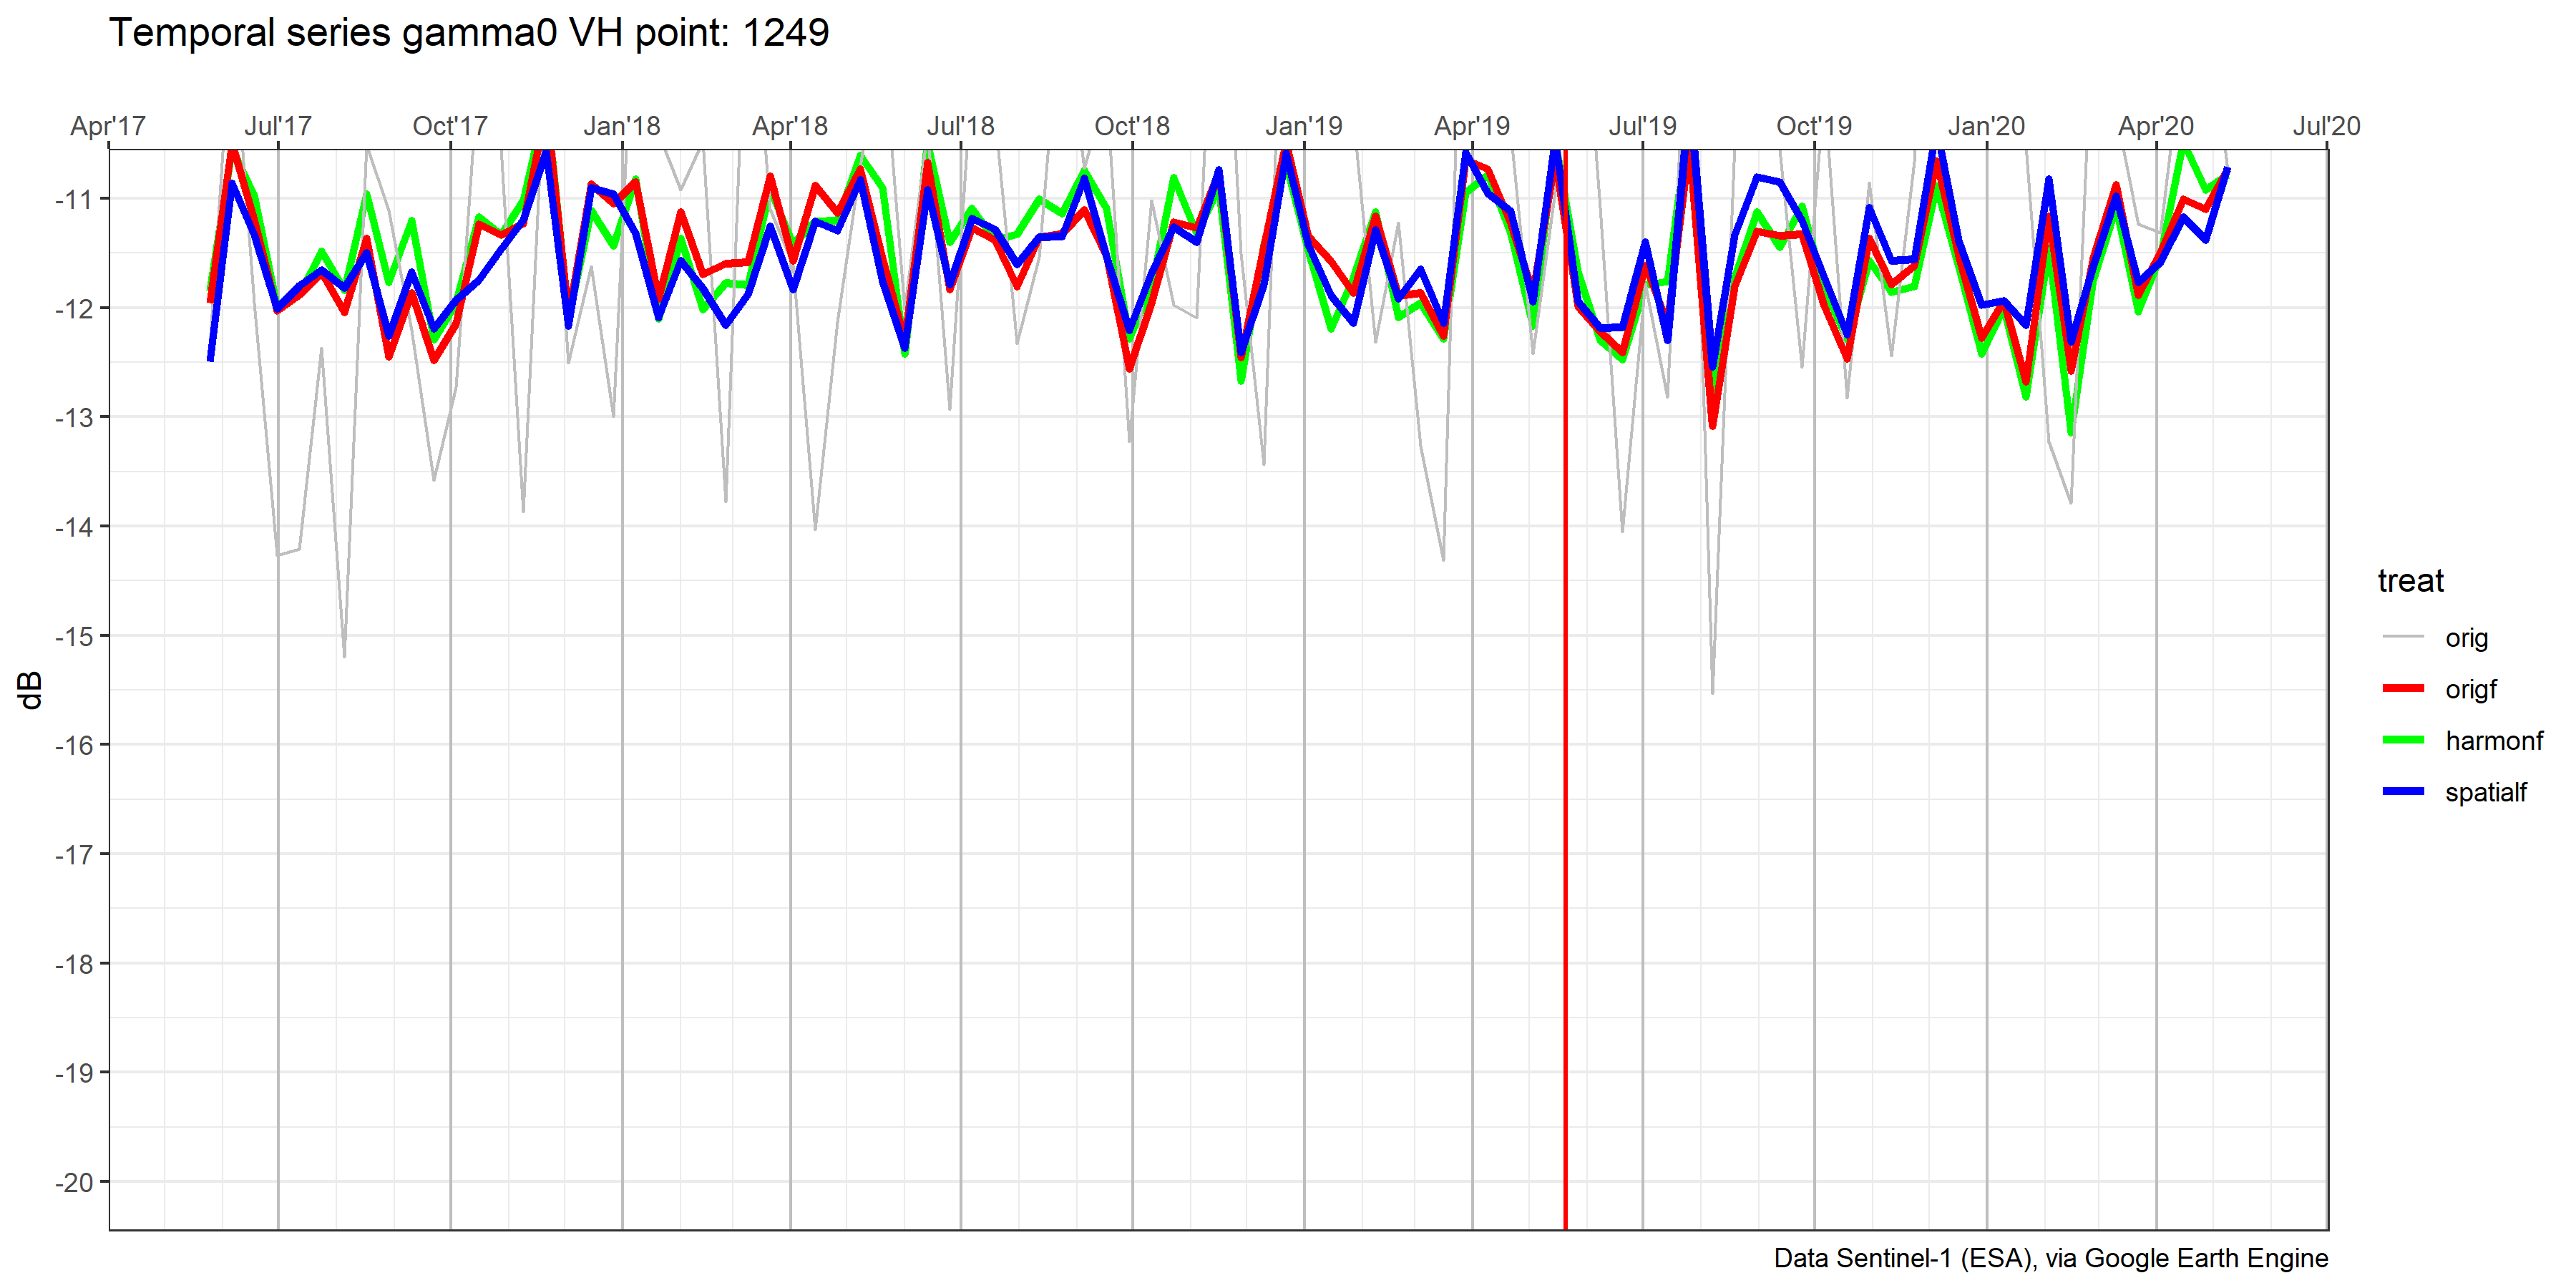 Temporal series gamma0 VH point: 1249
Apr'17 Jul'17 Oct'17 Jan'18 Apr'18 Jul'18 Oct'18 Jan'19 Apr'19 Jul'19 Oct'19 Jan'20 Apr'20 Jul'20
-11
-12
-13
-14
-15
-16
-17
-18
-19
-20
dB
treat
orig
origf
harmonf
spatialf
Data Sentinel-1 (ESA), via Google Earth Engine